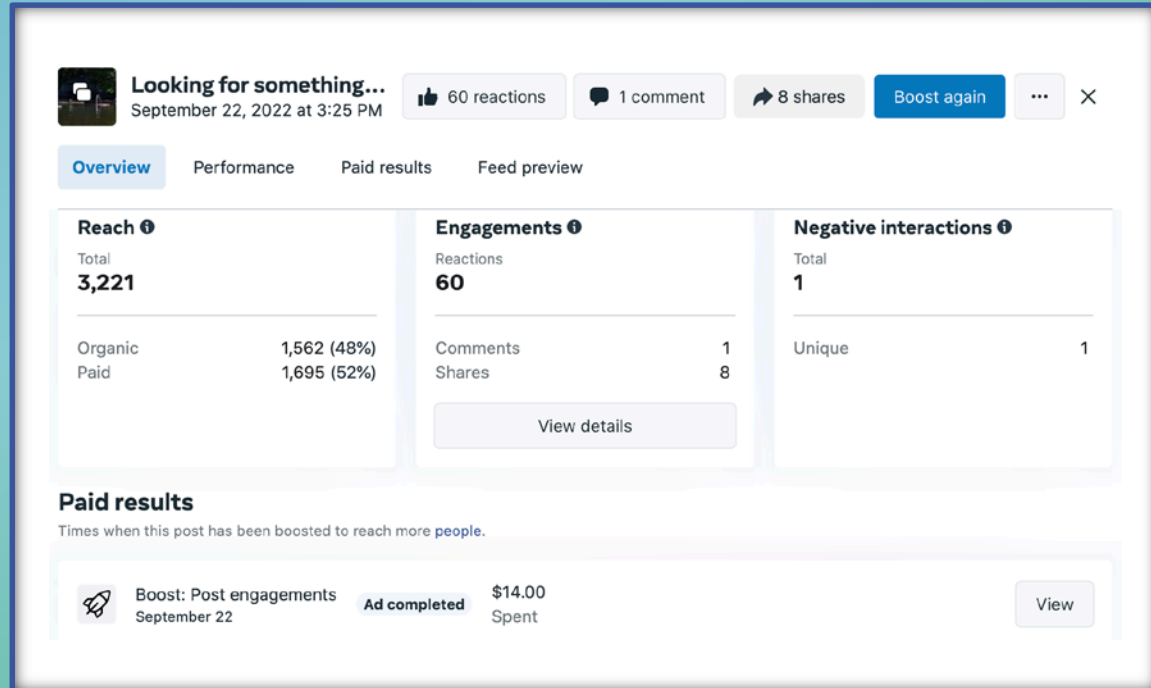 Looking for something...
September 22, 2022 at 3:25 PM
60 reactions
1 comment
8 shares
Boost again
...
Overview
Performance
Paid results
Feed preview
Reach
Total
3,221
Organic 1,562 (48%)
Paid 1,695 (52%)
Engagements
Reactions
60
Comments 1
Shares 8
View details
Negative interactions
Total
1
Unique 1
Paid results
Times when this post has been boosted to reach more people.
Boost: Post engagements
September 22
Ad completed
$14.00
Spent
View